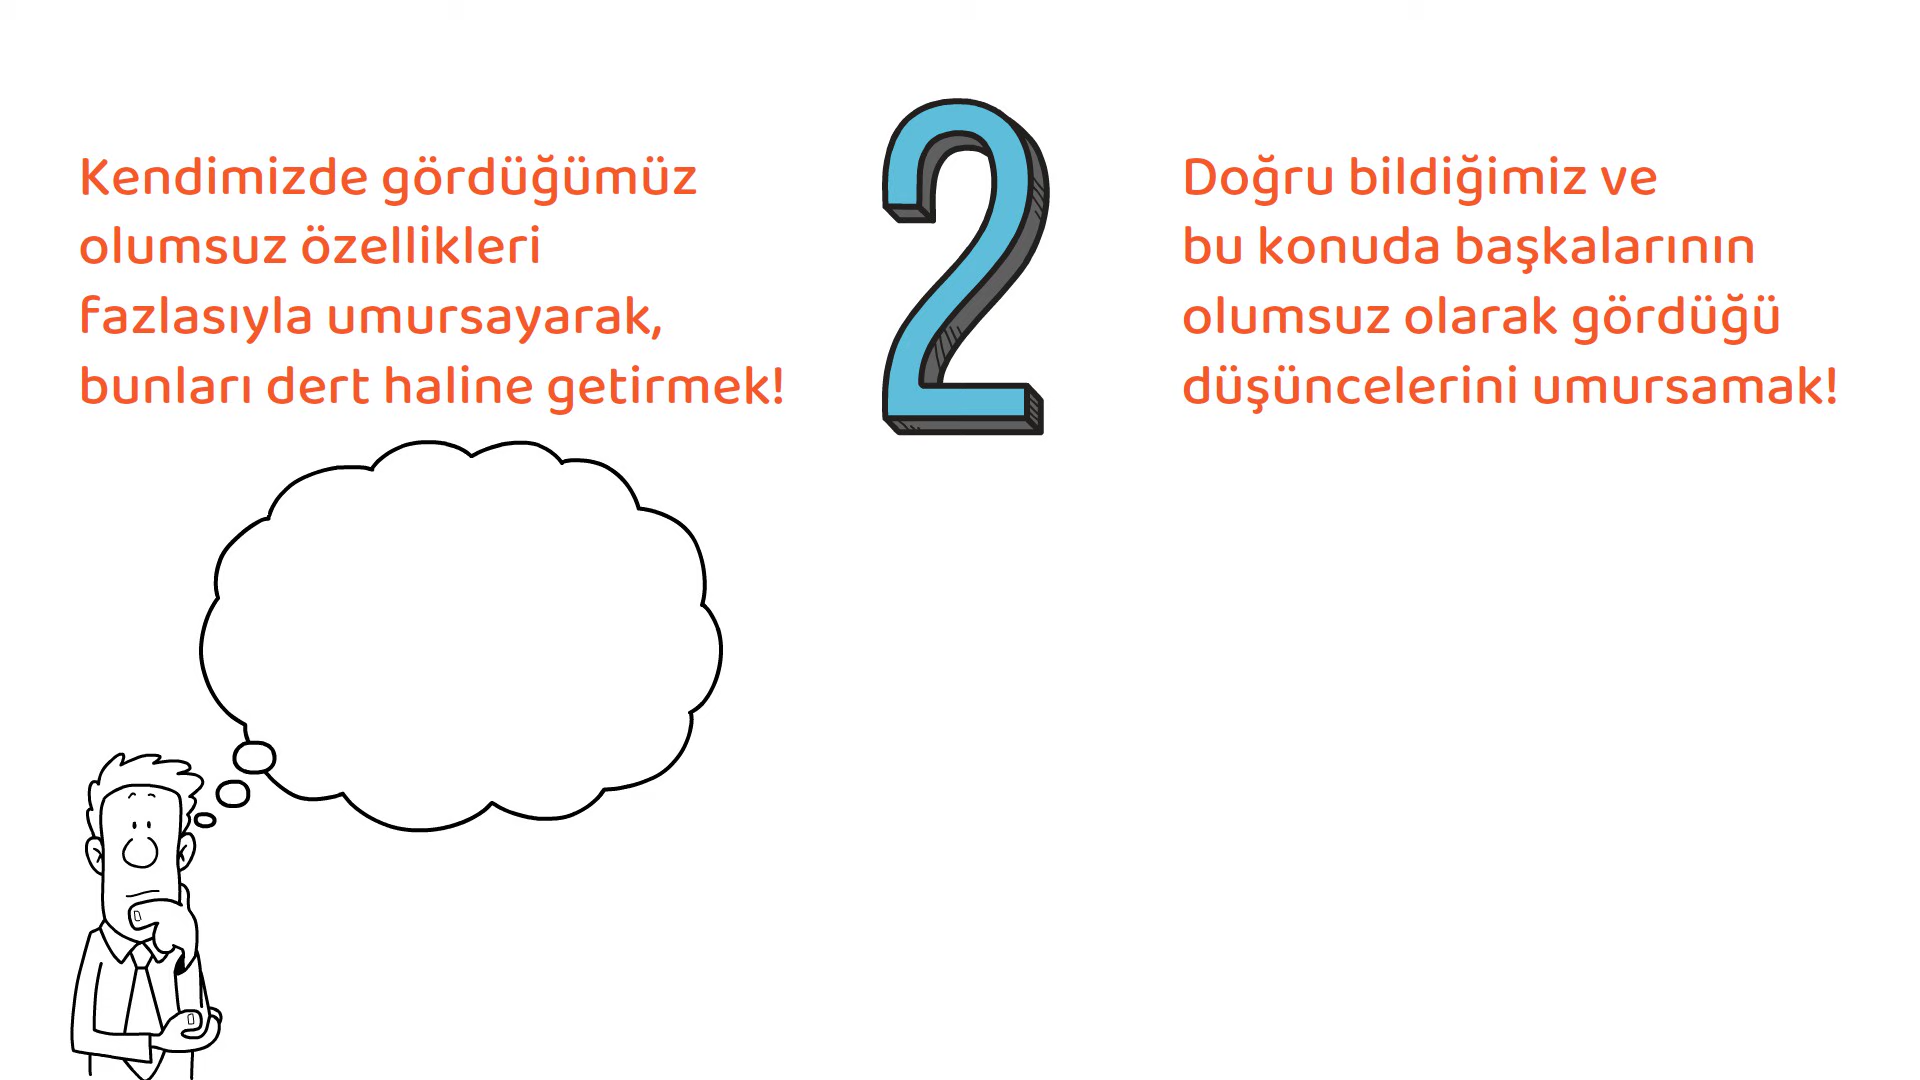 Kendimizde gördüğümüz
olumsuz özellikleri
fazlasıyla umursayarak,
bunları dert haline getirmek!
2
Doğru bildiğimiz ve
bu konuda başkalarının
olumsuz olarak gördüğü
düşüncelerini umursamak!